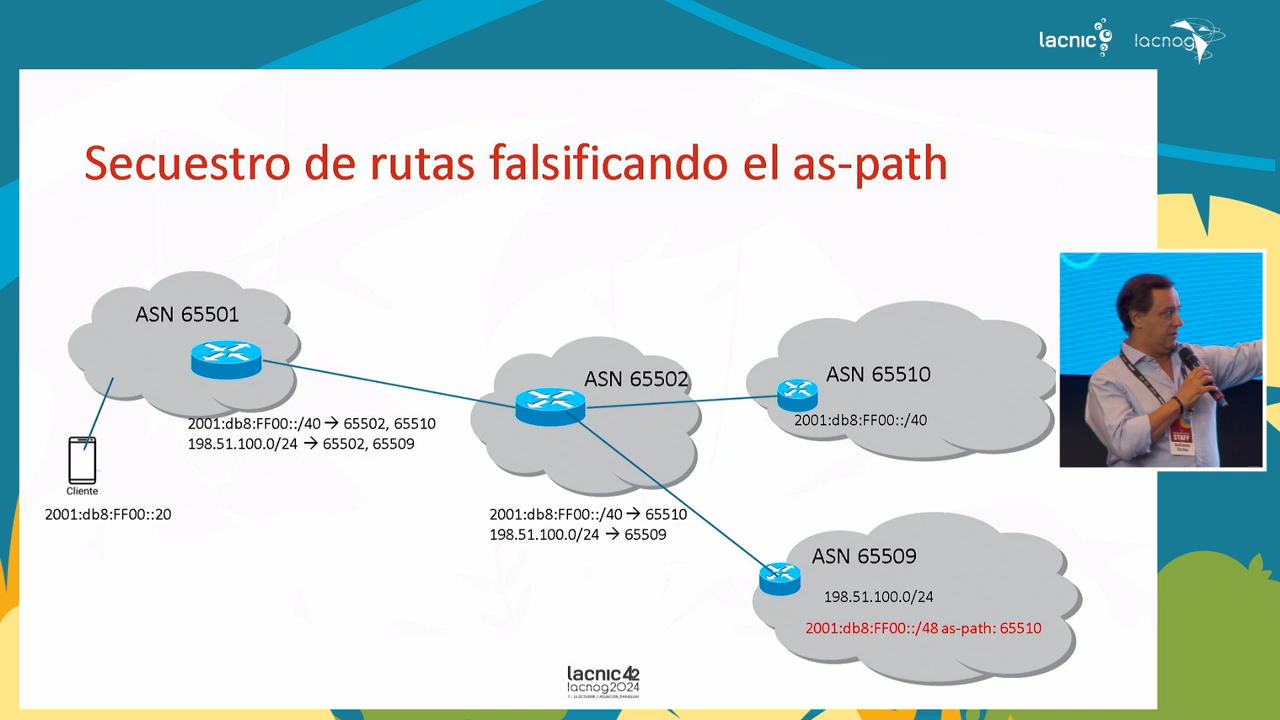 lacnic
lacnog
Secuestro de rutas falsificando el as-path
ASN 65501
2001:db8:FF00::/40 → 65502, 65510
198.51.100.0/24 → 65502, 65509
Cliente
2001:db8:FF00::20
ASN 65502
2001:db8:FF00::/40 → 65510
198.51.100.0/24 → 65509
ASN 65510
2001:db8:FF00::/40
ASN 65509
198.51.100.0/24
2001:db8:FF00::/48 as-path: 65510
STAFF
lacnic 42
lacnog2024